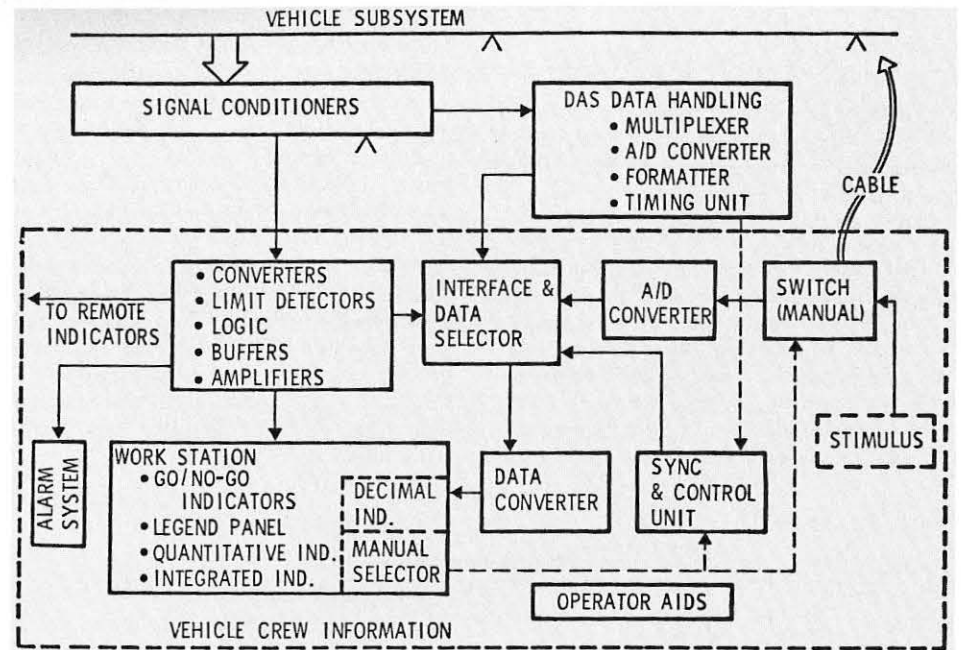 VEHICLE SUBSYSTEM
SIGNAL CONDITIONERS
DAS DATA HANDLING
• MULTIPLEXER
• A/D CONVERTER
• FORMATTER
• TIMING UNIT
CABLE
TO REMOTE
INDICATORS
• CONVERTERS
• LIMIT DETECTORS
• LOGIC
• BUFFERS
• AMPLIFIERS
INTERFACE &
DATA
SELECTOR
A/D
CONVERTER
SWITCH
(MANUAL)
STIMULUS
ALARM
SYSTEM
WORK STATION
• GO/NO-GO
INDICATORS
• LEGEND PANEL
• QUANTITATIVE IND.
• INTEGRATED IND.
DECIMAL
IND.
MANUAL
SELECTOR
DATA
CONVERTER
SYNC
& CONTROL
UNIT
OPERATOR AIDS
VEHICLE CREW INFORMATION